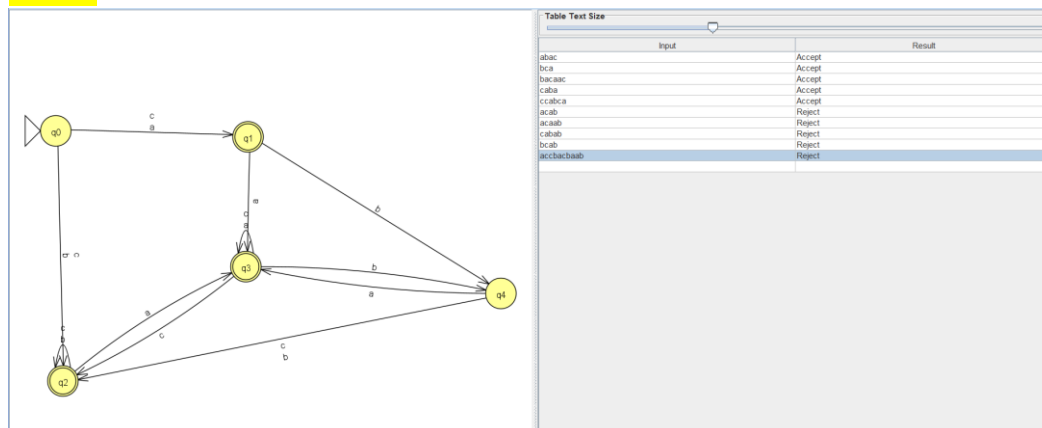 Table Text Size
Input Result
abac Accept
bca Accept
bacaac Accept
caba Accept
ccabca Accept
acab Reject
acaab Reject
cabab Reject
bcab Reject
accbacbaab Reject
c
a
q0
q1
a
b
c
a
b c
q3
b
a
q4
a
c
c
b
c
b
q2